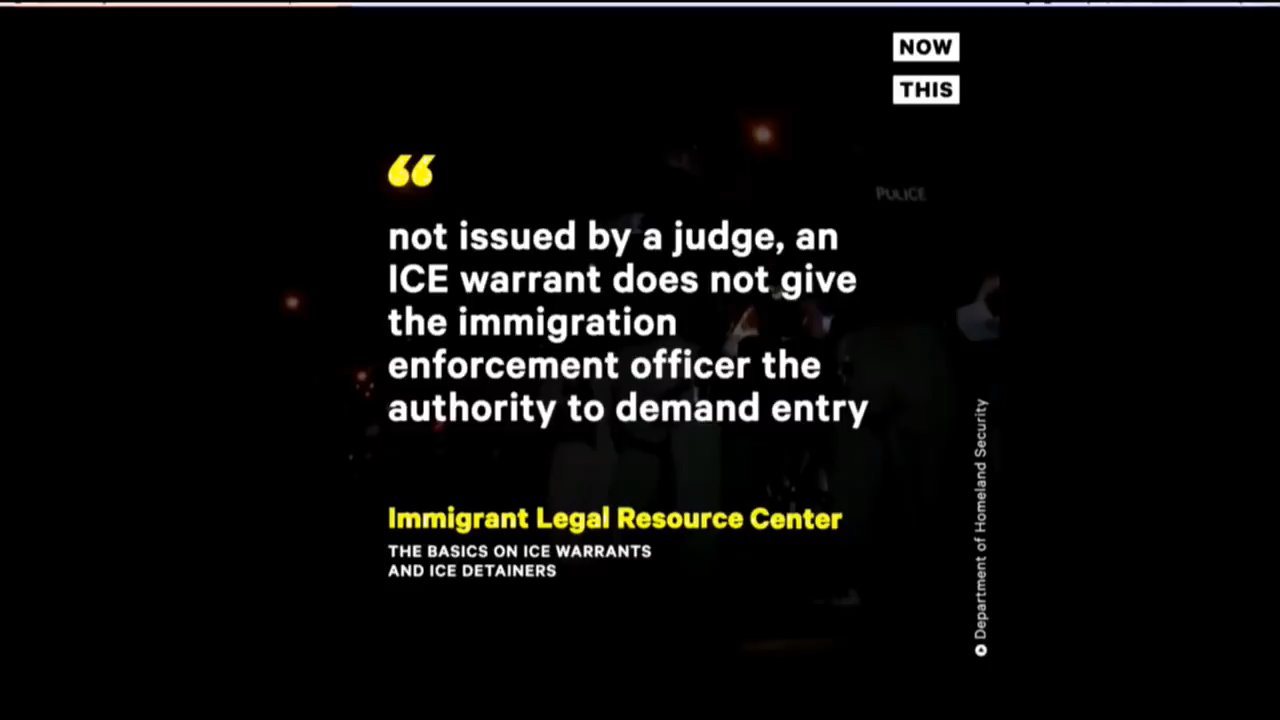 NOW
THIS
POLICE
“
not issued by a judge, an
ICE warrant does not give
the immigration
enforcement officer the
authority to demand entry
Immigrant Legal Resource Center
THE BASICS ON ICE WARRANTS
AND ICE DETAINERS
Department of Homeland Security